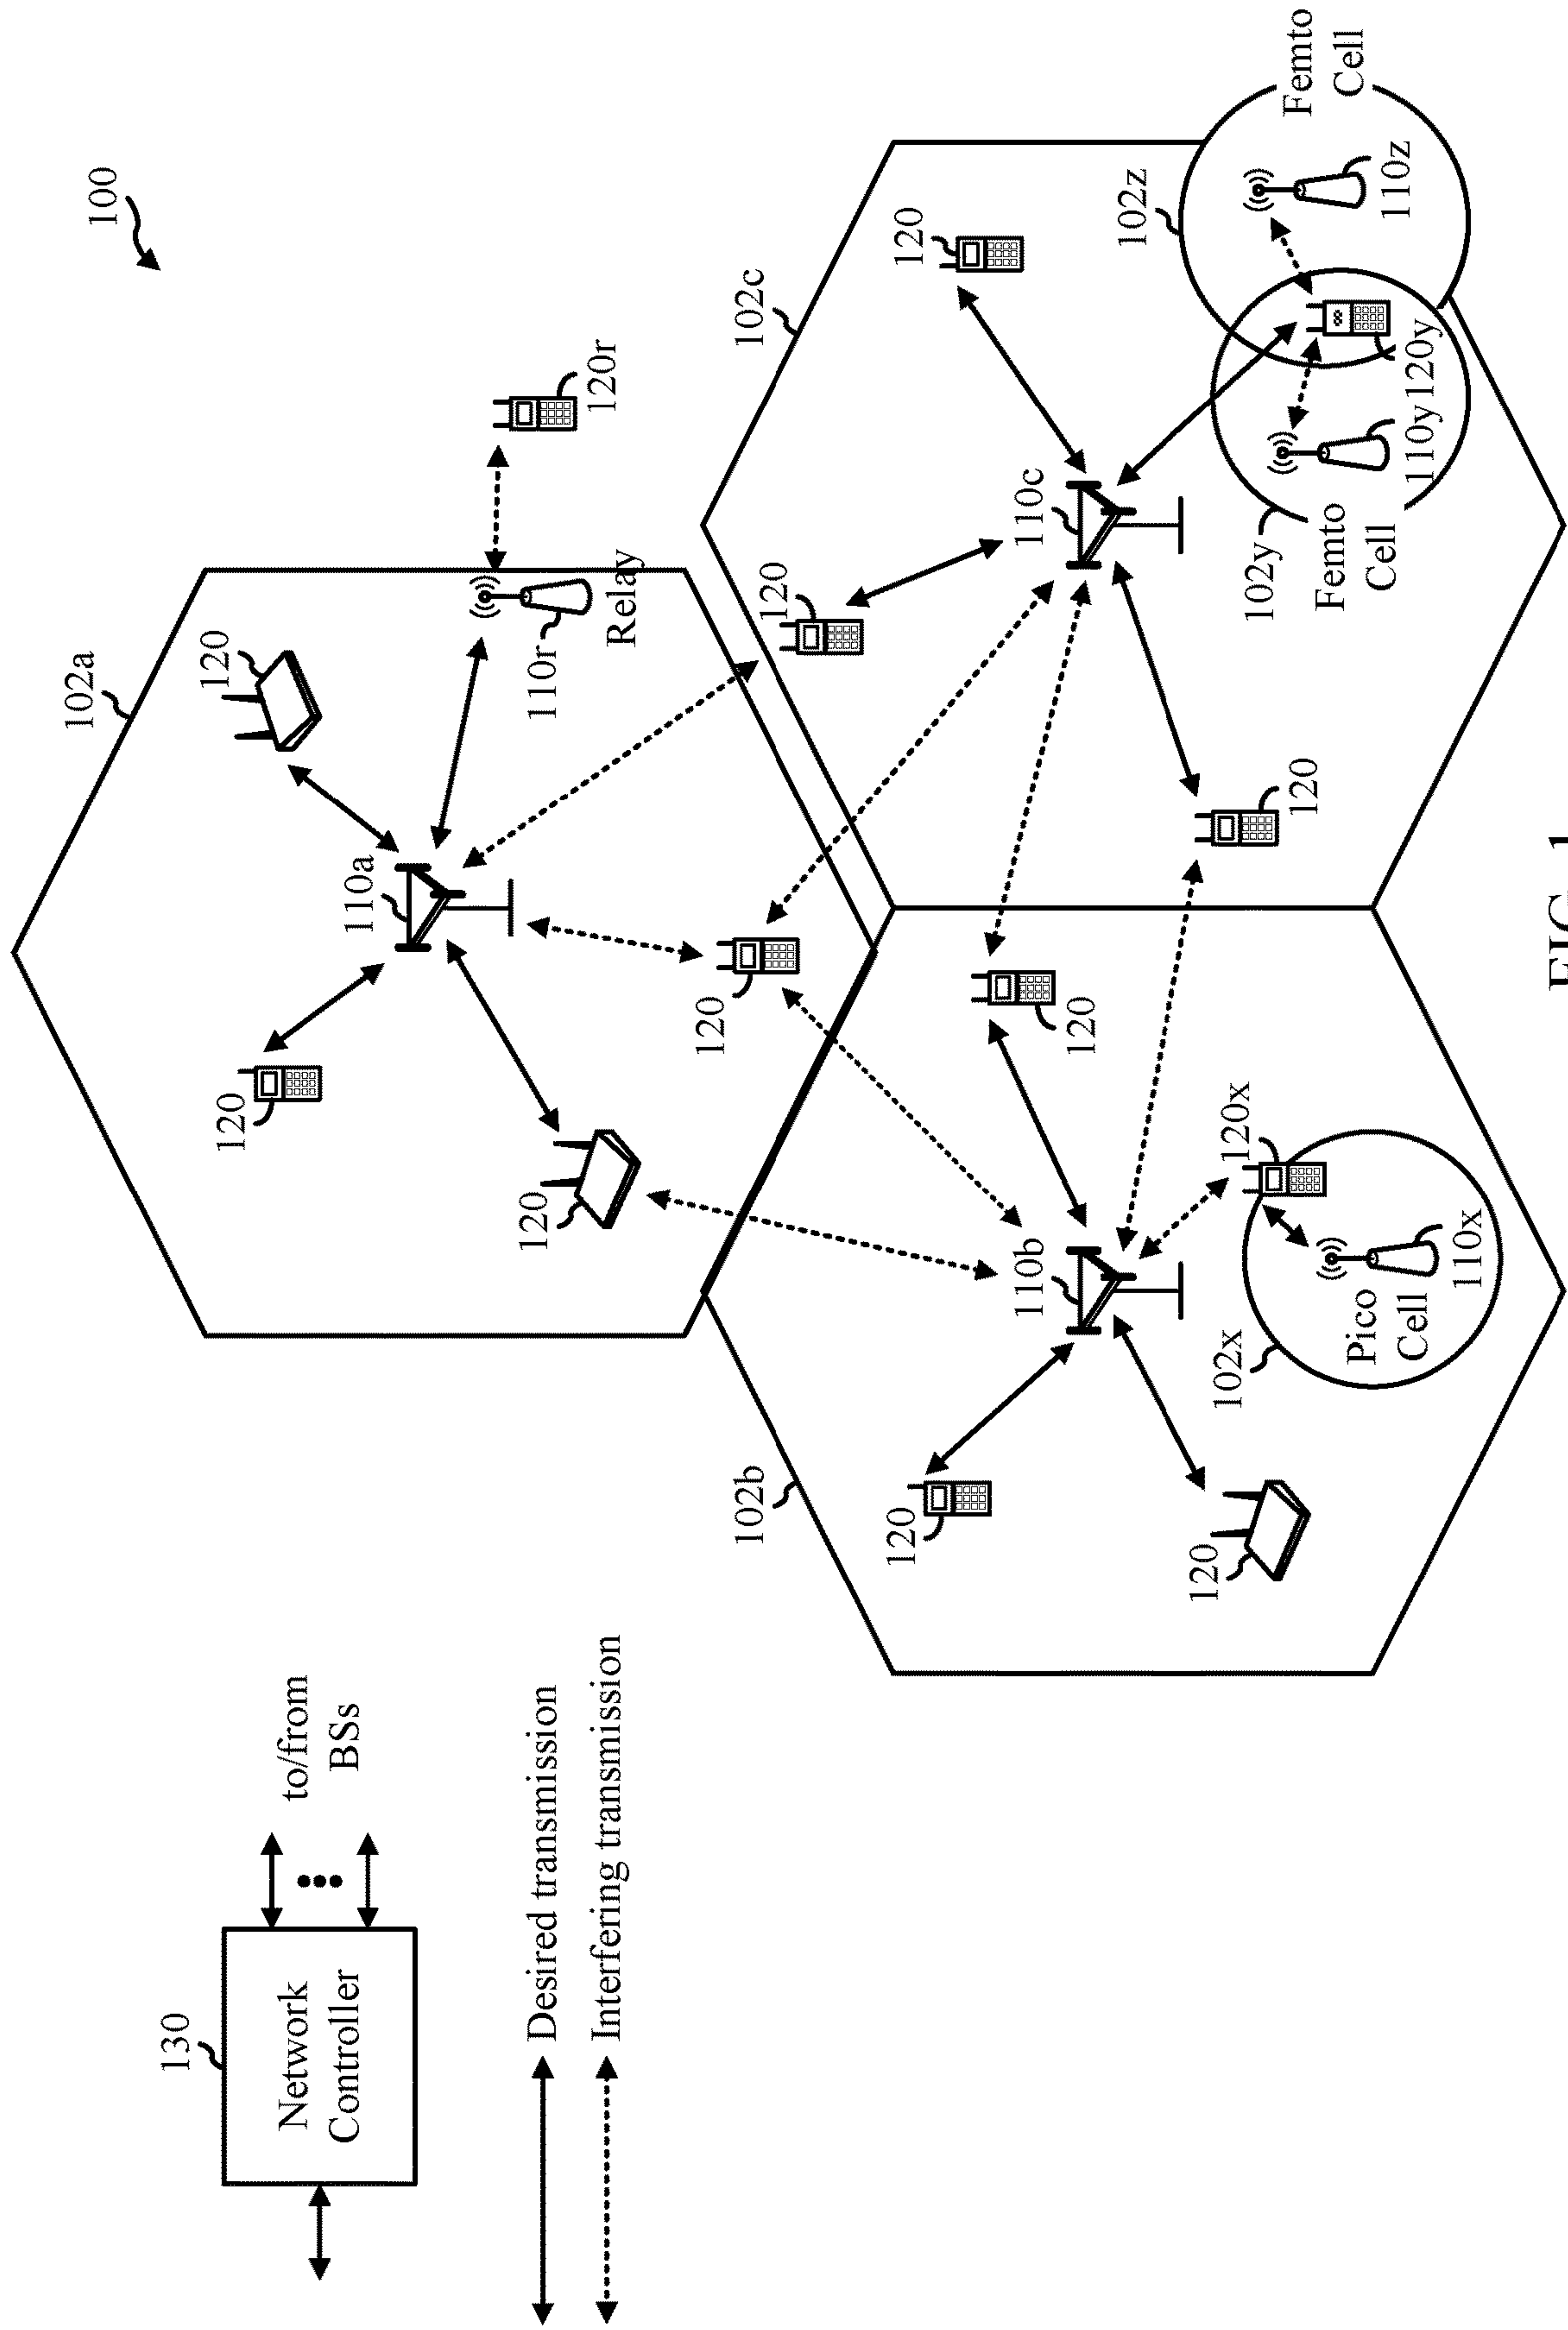 100
130
Network
Controller
to/from
BSs
Desired transmission
Interfering transmission
102a
120
120
110a
120
110r
Relay
120r
120
102b
120
110b
120
120
102x
120x
Pico
Cell
110x
102c
120
120
110c
120
102y
Femto
Cell
110y
120y
102z
Femto
Cell
110z
FIG. 1